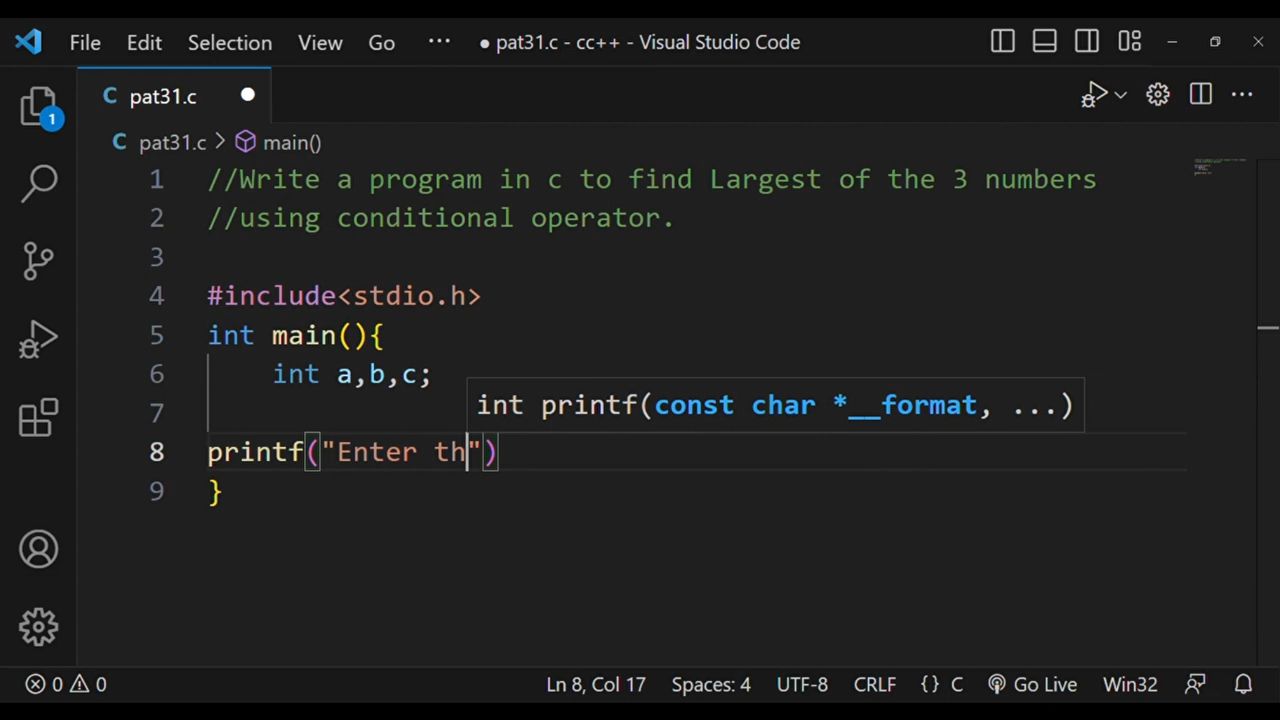 File Edit Selection View Go ··· ● pat31.c - cc++ - Visual Studio Code
1
C pat31.c ●
C pat31.c > main()
1 //Write a program in c to find Largest of the 3 numbers
2 //using conditional operator.
3
4 #include<stdio.h>
5 int main(){
6 int a,b,c;
int printf(const char *__format, ...)
7
8 printf("Enter th")
9 }
0 0 Ln 8, Col 17 Spaces: 4 UTF-8 CRLF {} C Go Live Win32